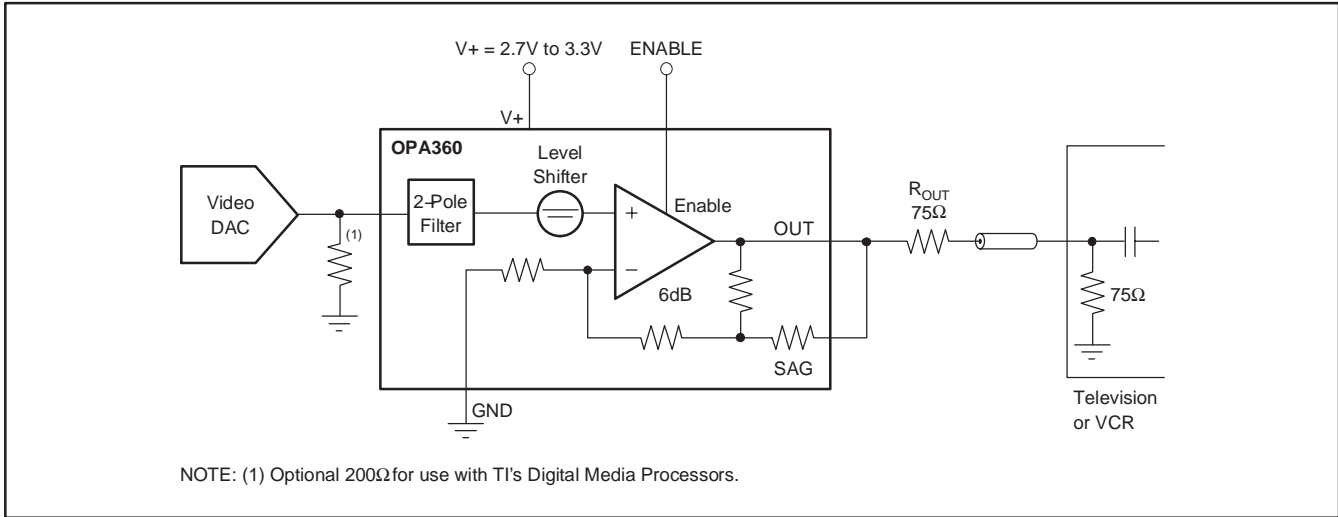 V+ = 2.7V to 3.3V
ENABLE
V+
OPA360
Level
Shifter
Video
DAC
2-Pole
Filter
(1)
+
Enable
−
OUT
6dB
SAG
GND
ROUT
75Ω
75Ω
Television
or VCR
NOTE: (1) Optional 200Ω for use with TI's Digital Media Processors.